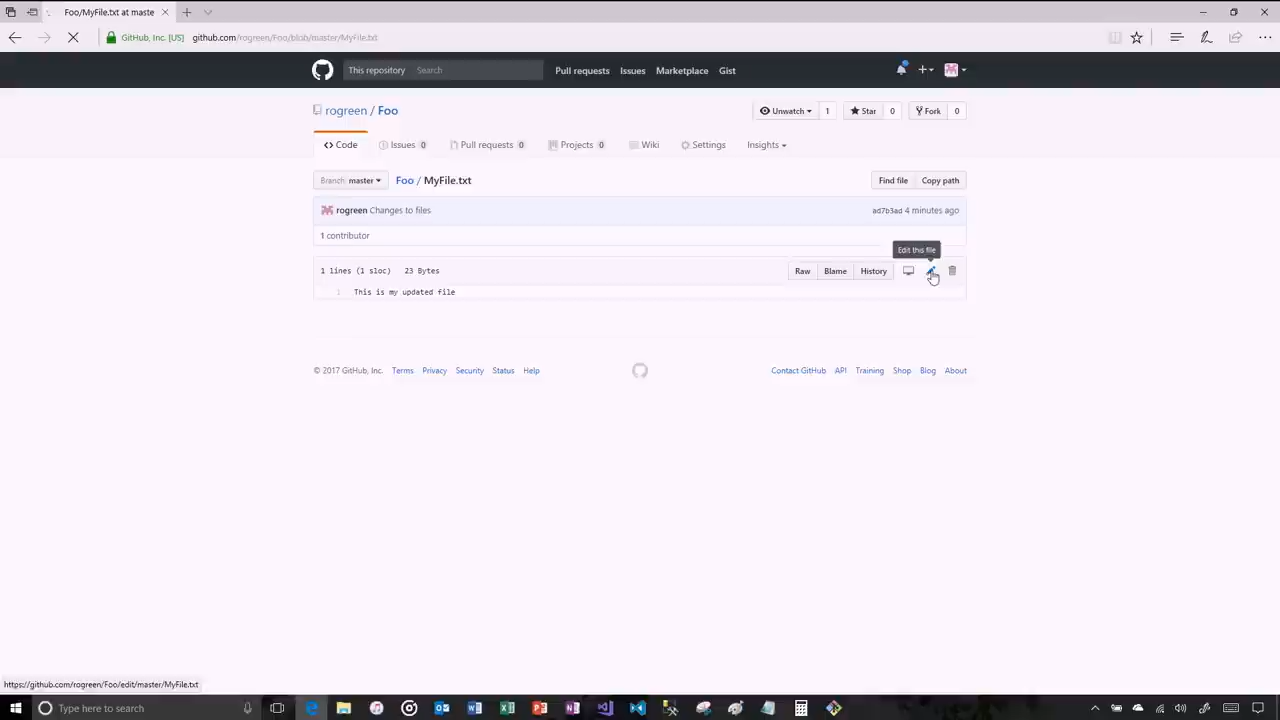 Foo/MyFile.txt at maste
GitHub, Inc. [US] github.com/rogreen/Foo/blob/master/MyFile.txt
This repository Search Pull requests Issues Marketplace Gist
rogreen / Foo
Unwatch 1 Star 0 Fork 0
Code Issues 0 Pull requests 0 Projects 0 Wiki Settings Insights
Branch: master Foo / MyFile.txt Find file Copy path
rogreen Changes to files ad7b3ad 4 minutes ago
1 contributor
Edit this file
1 lines (1 sloc) 23 Bytes Raw Blame History
1 This is my updated file
© 2017 GitHub, Inc. Terms Privacy Security Status Help Contact GitHub API Training Shop Blog About
https://github.com/rogreen/Foo/edit/master/MyFile.txt
Type here to search